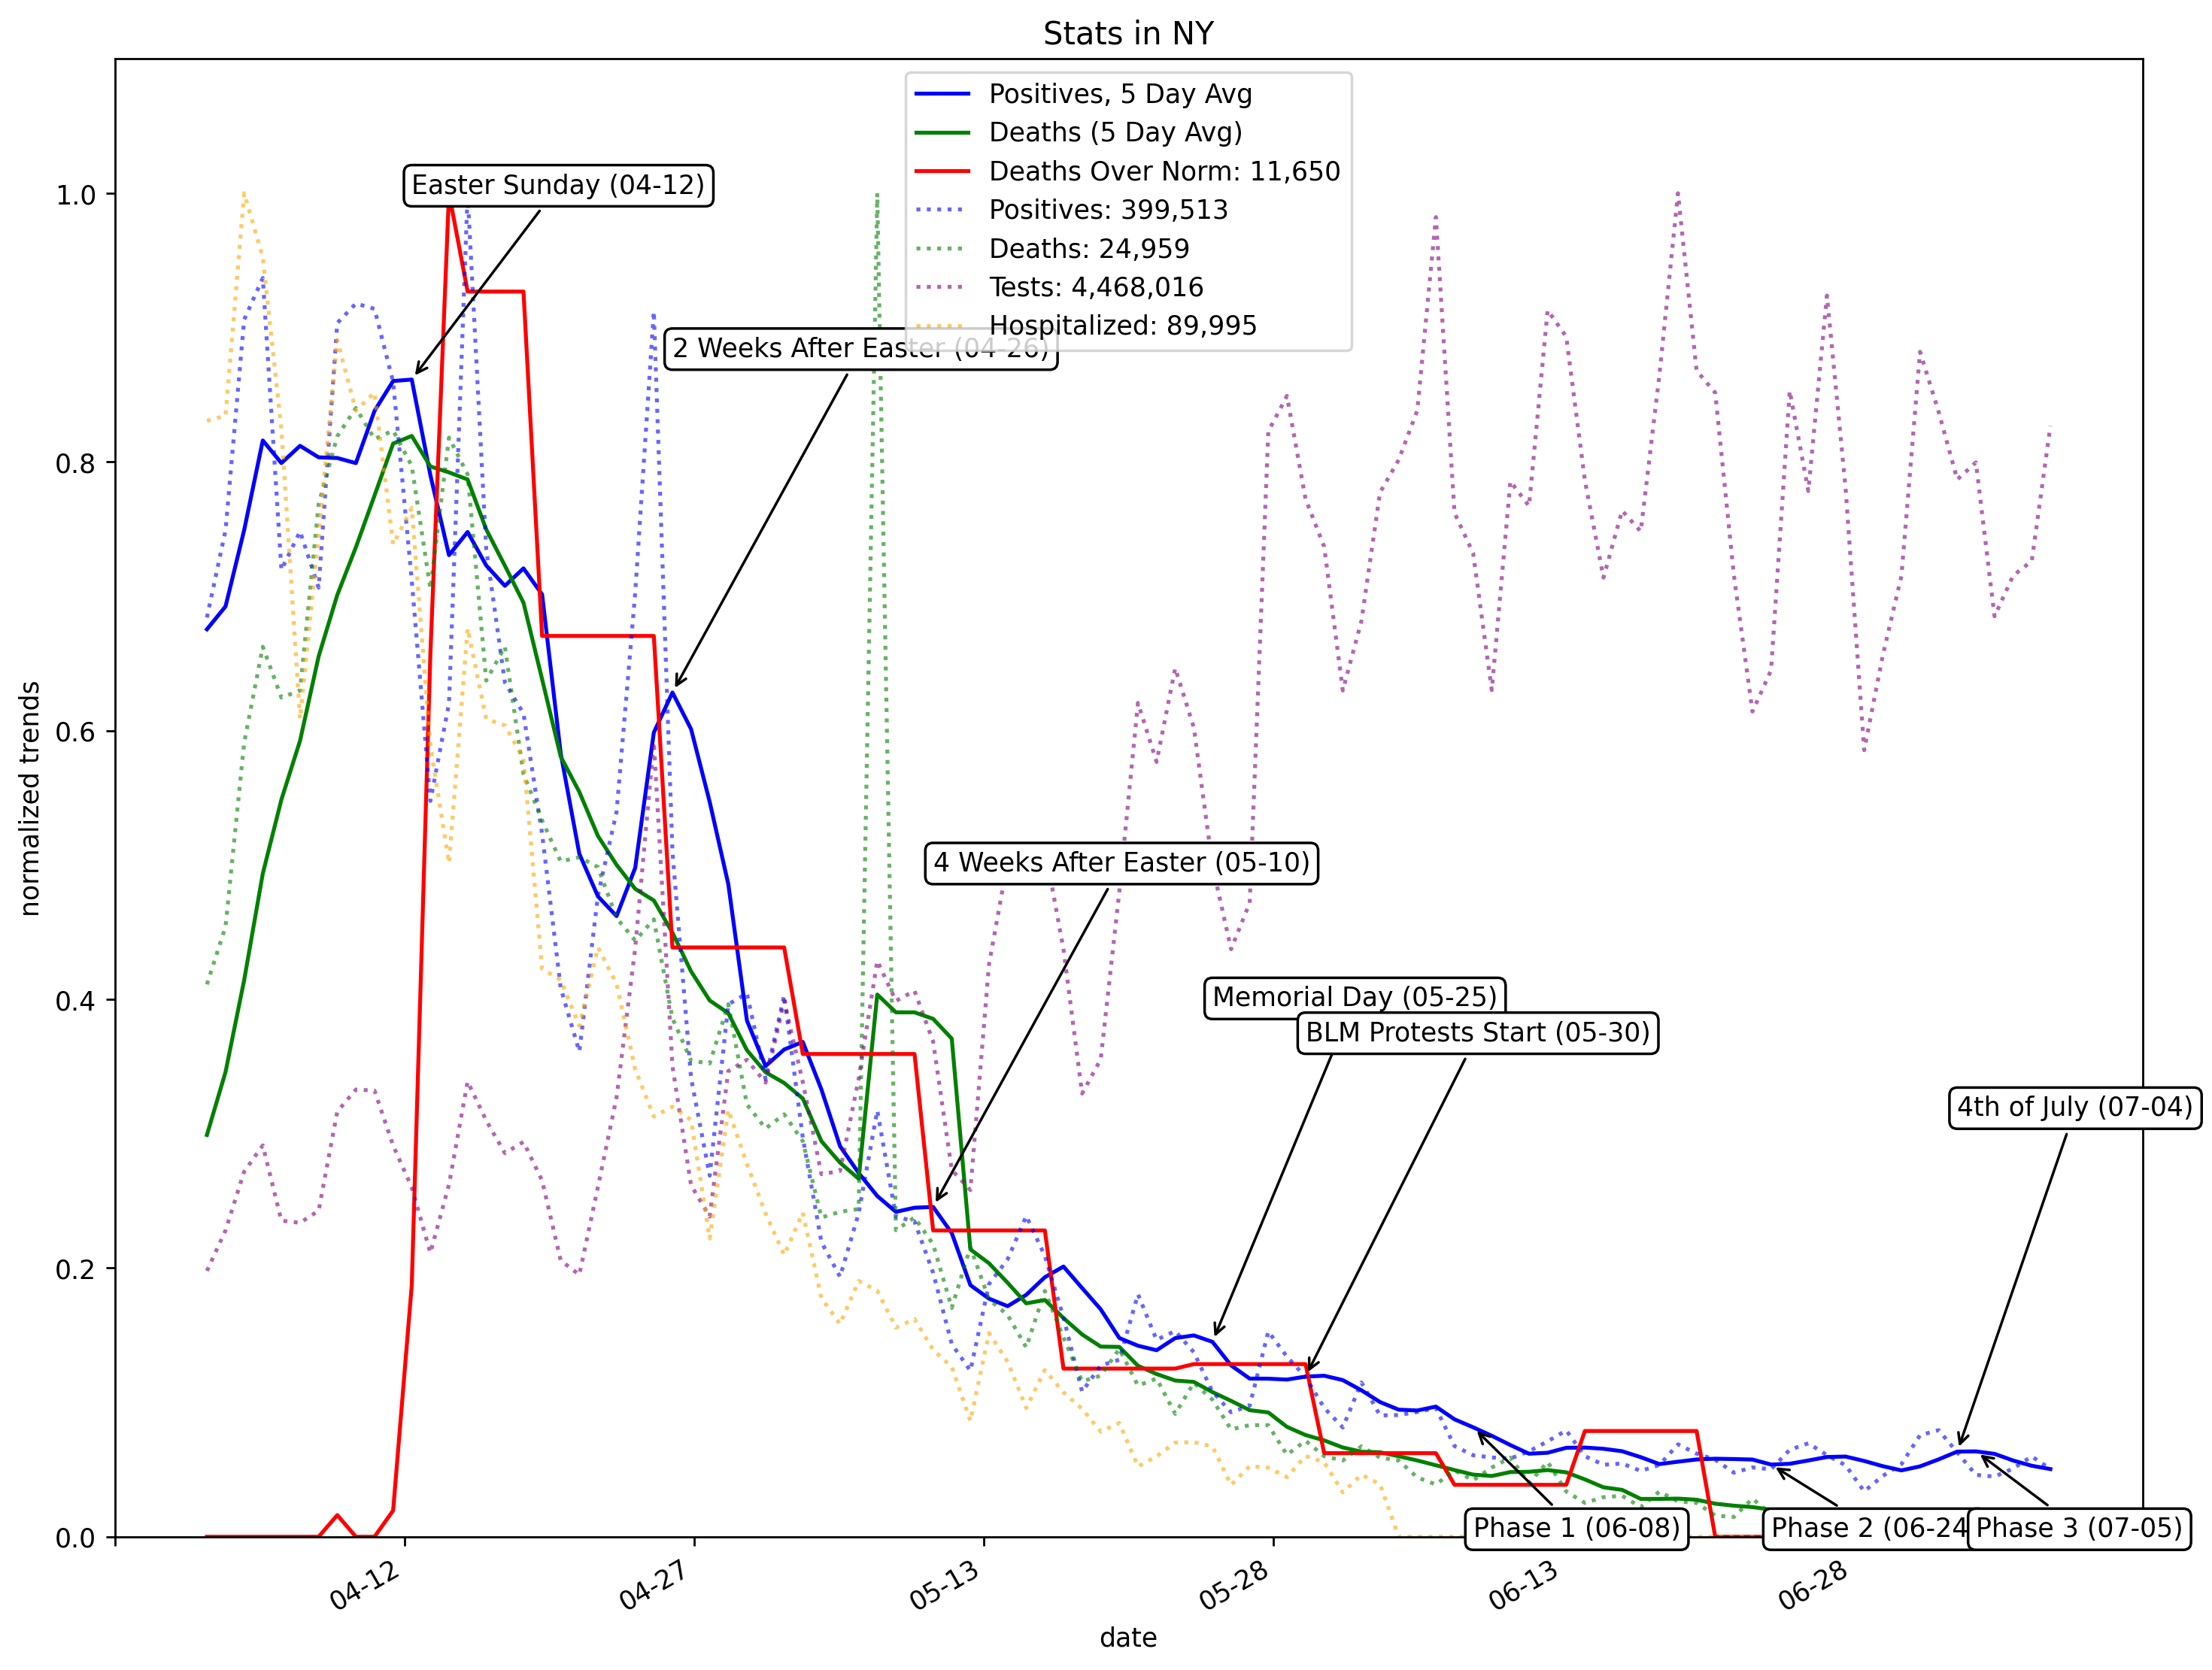 Stats in NY
Positives, 5 Day Avg
Deaths (5 Day Avg)
Deaths Over Norm: 11,650
Positives: 399,513
Deaths: 24,959
Tests: 4,468,016
Hospitalized: 89,995
Easter Sunday (04-12)
2 Weeks After Easter (04-26)
4 Weeks After Easter (05-10)
Memorial Day (05-25)
BLM Protests Start (05-30)
4th of July (07-04)
Phase 1 (06-08)
Phase 2 (06-24
Phase 3 (07-05)
normalized trends
1.0
0.8
0.6
0.4
0.2
0.0
04-12
04-27
05-13
05-28
06-13
06-28
date